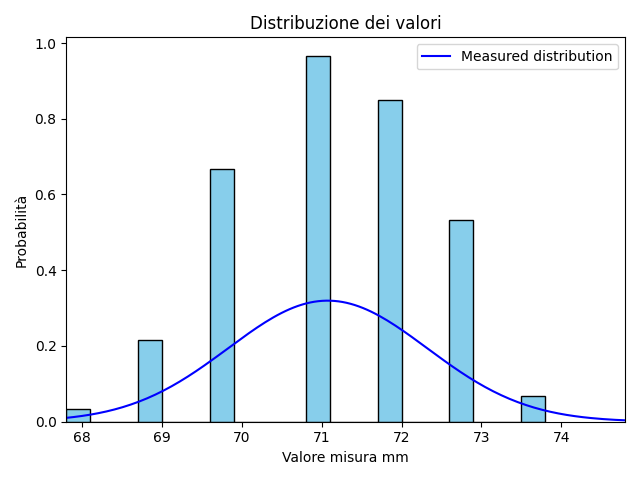 Distribuzione dei valori
Measured distribution
1.0
0.8
0.6
0.4
0.2
0.0
Probabilità
68 69 70 71 72 73 74
Valore misura mm